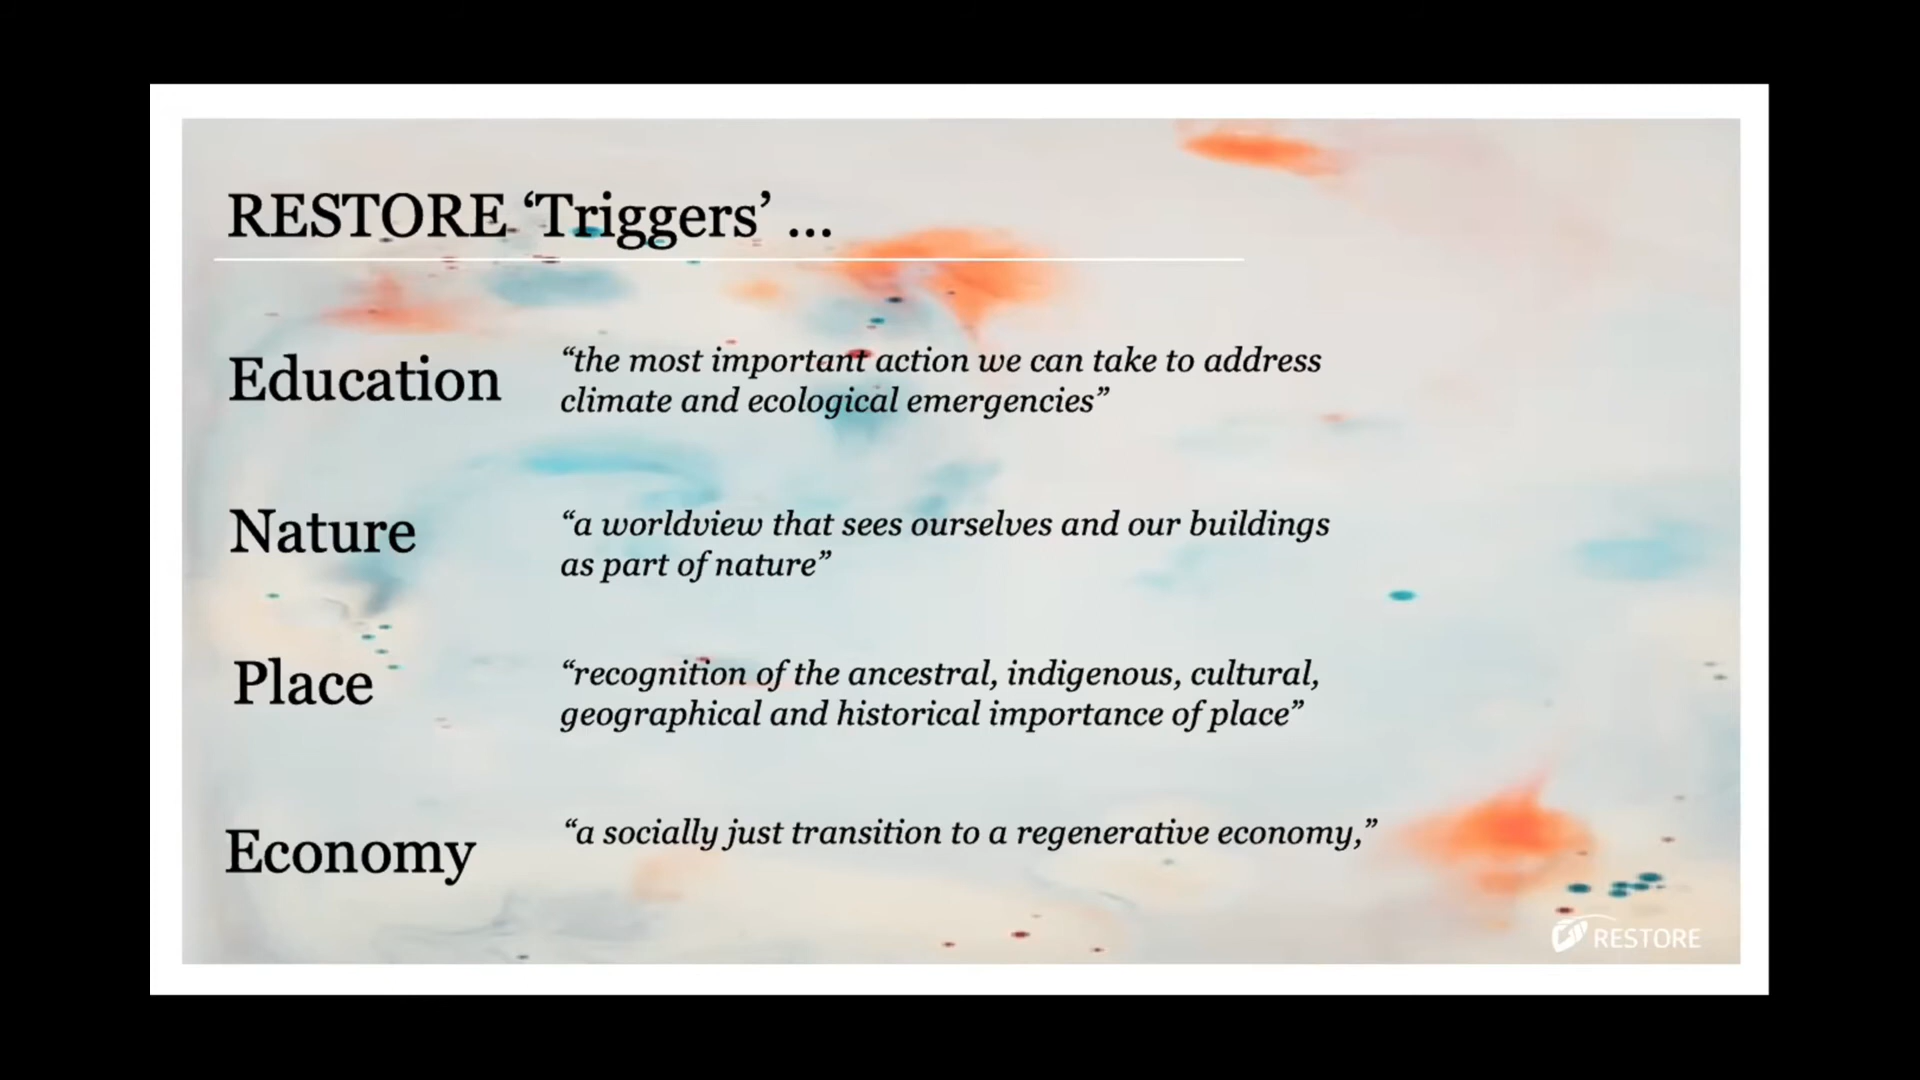 RESTORE ‘Triggers’ ...
Education
“the most important action we can take to address
climate and ecological emergencies”
Nature
“a worldview that sees ourselves and our buildings
as part of nature”
Place
“recognition of the ancestral, indigenous, cultural,
geographical and historical importance of place”
Economy
“a socially just transition to a regenerative economy,”
RESTORE